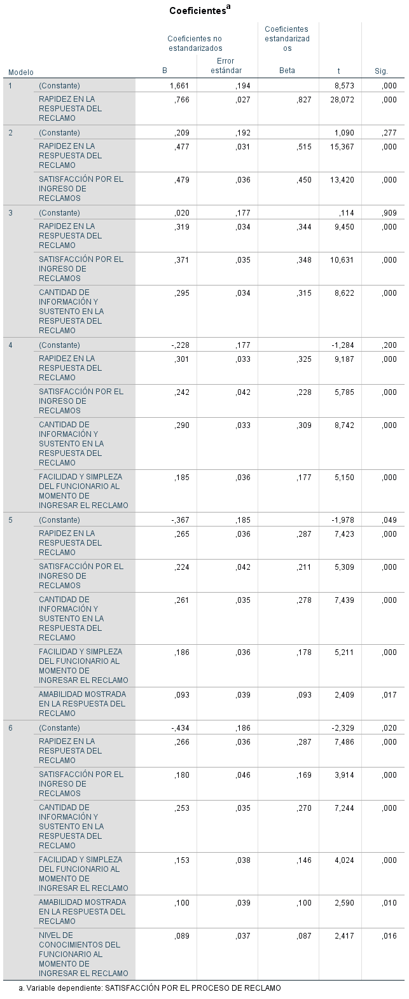 Coeficientesa
Modelo Coeficientes no estandarizados Coeficientes estandarizados t Sig.
B Error estándar Beta
1 (Constante) 1,661 ,194 8,573 ,000
RAPIDEZ EN LA RESPUESTA DEL RECLAMO ,766 ,027 ,827 28,072 ,000
2 (Constante) ,209 ,192 1,090 ,277
RAPIDEZ EN LA RESPUESTA DEL RECLAMO ,477 ,031 ,515 15,367 ,000
SATISFACCIÓN POR EL INGRESO DE RECLAMOS ,479 ,036 ,450 13,420 ,000
3 (Constante) ,020 ,177 ,114 ,909
RAPIDEZ EN LA RESPUESTA DEL RECLAMO ,319 ,034 ,344 9,450 ,000
SATISFACCIÓN POR EL INGRESO DE RECLAMOS ,371 ,035 ,348 10,631 ,000
CANTIDAD DE INFORMACIÓN Y SUSTENTO EN LA RESPUESTA DEL RECLAMO ,295 ,034 ,315 8,622 ,000
4 (Constante) -,228 ,177 -1,284 ,200
RAPIDEZ EN LA RESPUESTA DEL RECLAMO ,301 ,033 ,325 9,187 ,000
SATISFACCIÓN POR EL INGRESO DE RECLAMOS ,242 ,042 ,228 5,785 ,000
CANTIDAD DE INFORMACIÓN Y SUSTENTO EN LA RESPUESTA DEL RECLAMO ,290 ,033 ,309 8,742 ,000
FACILIDAD Y SIMPLEZA DEL FUNCIONARIO AL MOMENTO DE INGRESAR EL RECLAMO ,185 ,036 ,177 5,150 ,000
5 (Constante) -,367 ,185 -1,978 ,049
RAPIDEZ EN LA RESPUESTA DEL RECLAMO ,265 ,036 ,287 7,423 ,000
SATISFACCIÓN POR EL INGRESO DE RECLAMOS ,224 ,042 ,211 5,309 ,000
CANTIDAD DE INFORMACIÓN Y SUSTENTO EN LA RESPUESTA DEL RECLAMO ,261 ,035 ,278 7,439 ,000
FACILIDAD Y SIMPLEZA DEL FUNCIONARIO AL MOMENTO DE INGRESAR EL RECLAMO ,186 ,036 ,178 5,211 ,000
AMABILIDAD MOSTRADA EN LA RESPUESTA DEL RECLAMO ,093 ,039 ,093 2,409 ,017
6 (Constante) -,434 ,186 -2,329 ,020
RAPIDEZ EN LA RESPUESTA DEL RECLAMO ,266 ,036 ,287 7,486 ,000
SATISFACCIÓN POR EL INGRESO DE RECLAMOS ,180 ,046 ,169 3,914 ,000
CANTIDAD DE INFORMACIÓN Y SUSTENTO EN LA RESPUESTA DEL RECLAMO ,253 ,035 ,270 7,244 ,000
FACILIDAD Y SIMPLEZA DEL FUNCIONARIO AL MOMENTO DE INGRESAR EL RECLAMO ,153 ,038 ,146 4,024 ,000
AMABILIDAD MOSTRADA EN LA RESPUESTA DEL RECLAMO ,100 ,039 ,100 2,590 ,010
NIVEL DE CONOCIMIENTOS DEL FUNCIONARIO AL MOMENTO DE INGRESAR EL RECLAMO ,089 ,037 ,087 2,417 ,016
a. Variable dependiente: SATISFACCIÓN POR EL PROCESO DE RECLAMO